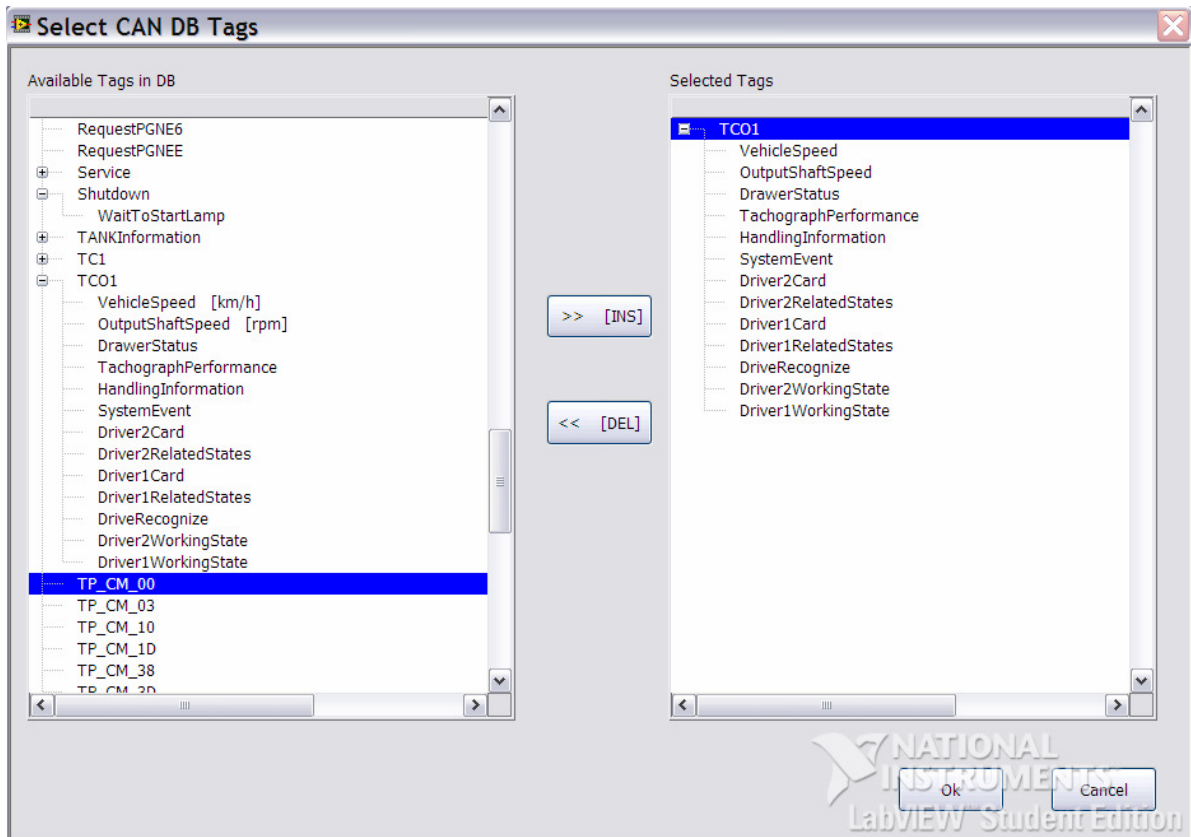 Select CAN DB Tags
Available Tags in DB
RequestPGNE6
RequestPGNEE
Service
Shutdown
WaitToStartLamp
TANKInformation
TC1
TCO1
VehicleSpeed [km/h]
OutputShaftSpeed [rpm]
DrawerStatus
TachographPerformance
HandlingInformation
SystemEvent
Driver2Card
Driver2RelatedStates
Driver1Card
Driver1RelatedStates
DriveRecognize
Driver2WorkingState
Driver1WorkingState
TP_CM_00
TP_CM_03
TP_CM_10
TP_CM_1D
TP_CM_38
TP_CM_3D
>> [INS]
<< [DEL]
Selected Tags
TCO1
VehicleSpeed
OutputShaftSpeed
DrawerStatus
TachographPerformance
HandlingInformation
SystemEvent
Driver2Card
Driver2RelatedStates
Driver1Card
Driver1RelatedStates
DriveRecognize
Driver2WorkingState
Driver1WorkingState
NATIONAL
INSTRUMENTS
LabVIEW™ Student Edition
Ok
Cancel